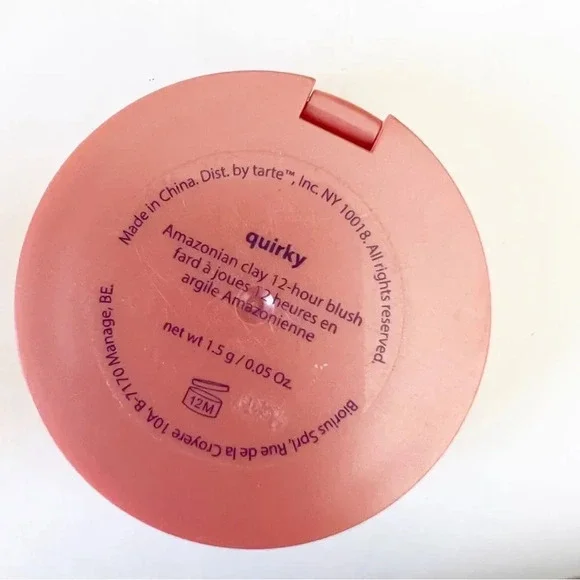 Made in China. Dist. by tarte™, Inc. NY 10018. All rights reserved.
quirky
Amazonian clay 12-hour blush
fard à joues 12 heures en
argile Amazonienne
net wt 1.5 g / 0.05 Oz.
12M
Biorius Sprl, Rue de la Croyere 10A, B-7170 Manage, BE.